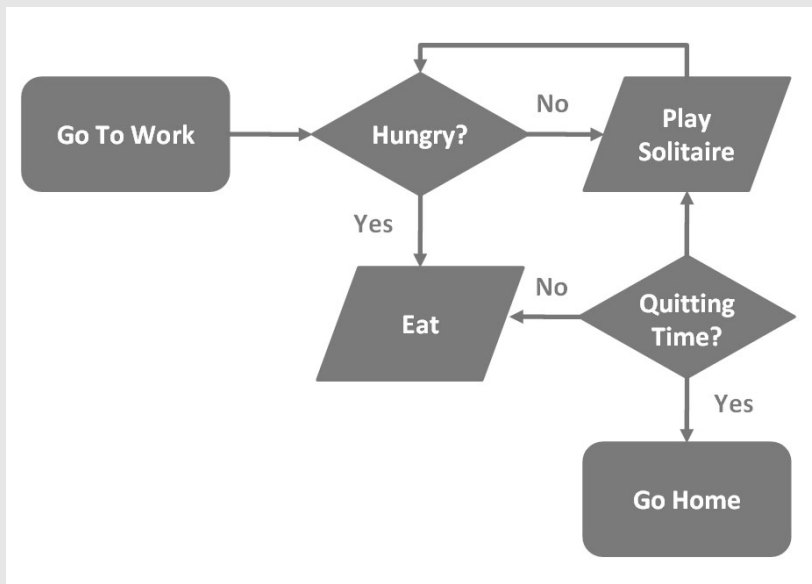 Go To Work
Hungry?
No
Play
Solitaire
Yes
Eat
No
Quitting
Time?
Yes
Go Home